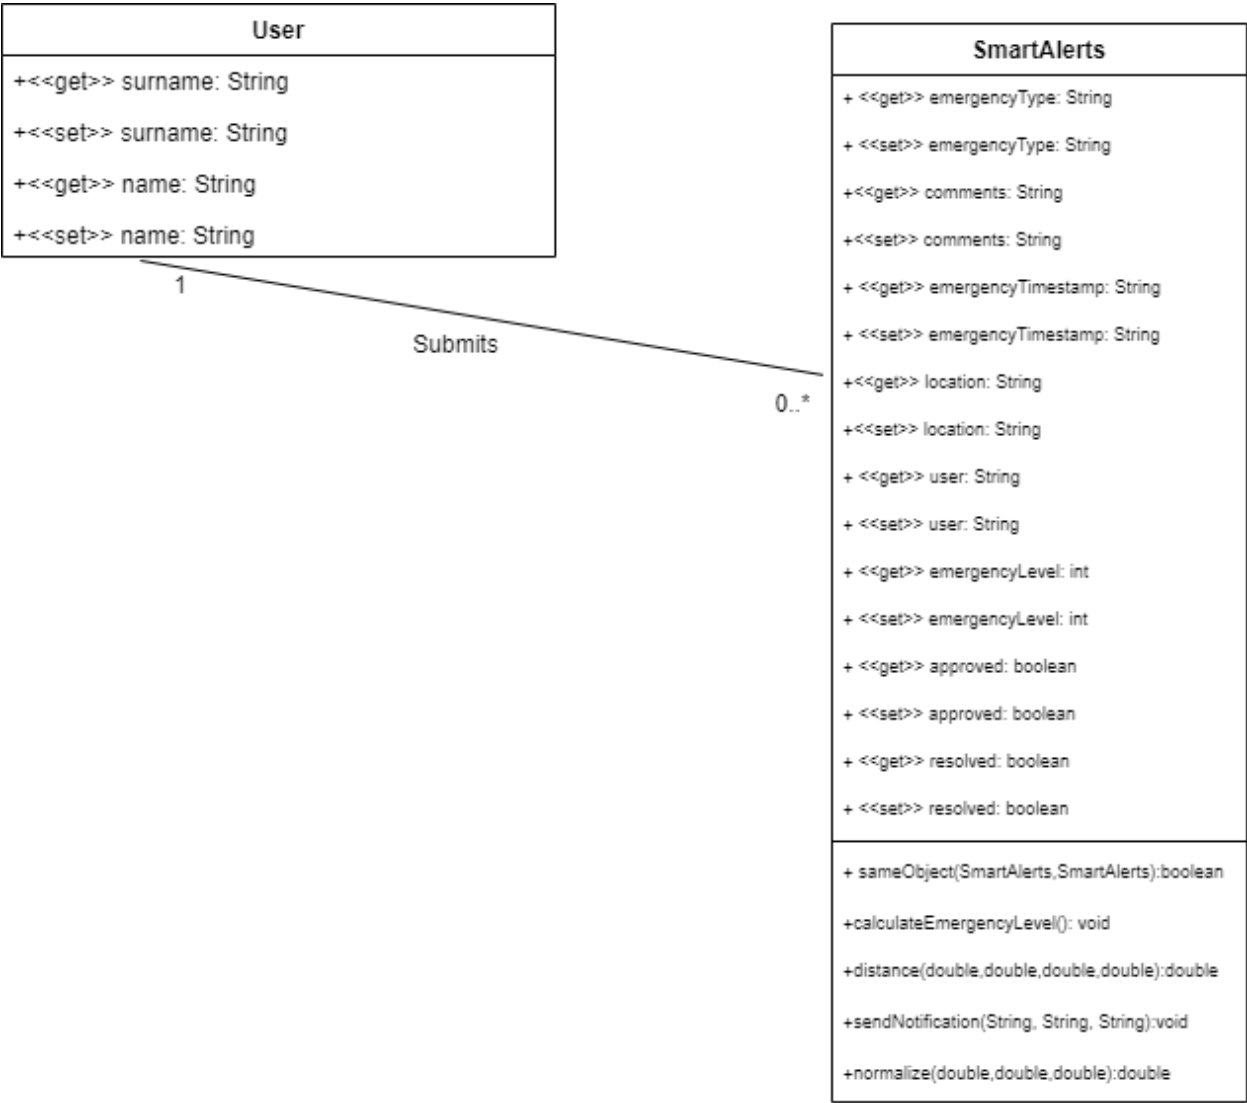 User
+<<get>> surname: String
+<<set>> surname: String
+<<get>> name: String
+<<set>> name: String
1
Submits
0..*
SmartAlerts
+ <<get>> emergencyType: String
+ <<set>> emergencyType: String
+<<get>> comments: String
+<<set>> comments: String
+ <<get>> emergencyTimestamp: String
+ <<set>> emergencyTimestamp: String
+<<get>> location: String
+<<set>> location: String
+ <<get>> user: String
+ <<set>> user: String
+ <<get>> emergencyLevel: int
+ <<set>> emergencyLevel: int
+ <<get>> approved: boolean
+ <<set>> approved: boolean
+ <<get>> resolved: boolean
+ <<set>> resolved: boolean
+ sameObject(SmartAlerts,SmartAlerts):boolean
+calculateEmergencyLevel(): void
+distance(double,double,double,double):double
+sendNotification(String, String, String):void
+normalize(double,double,double):double